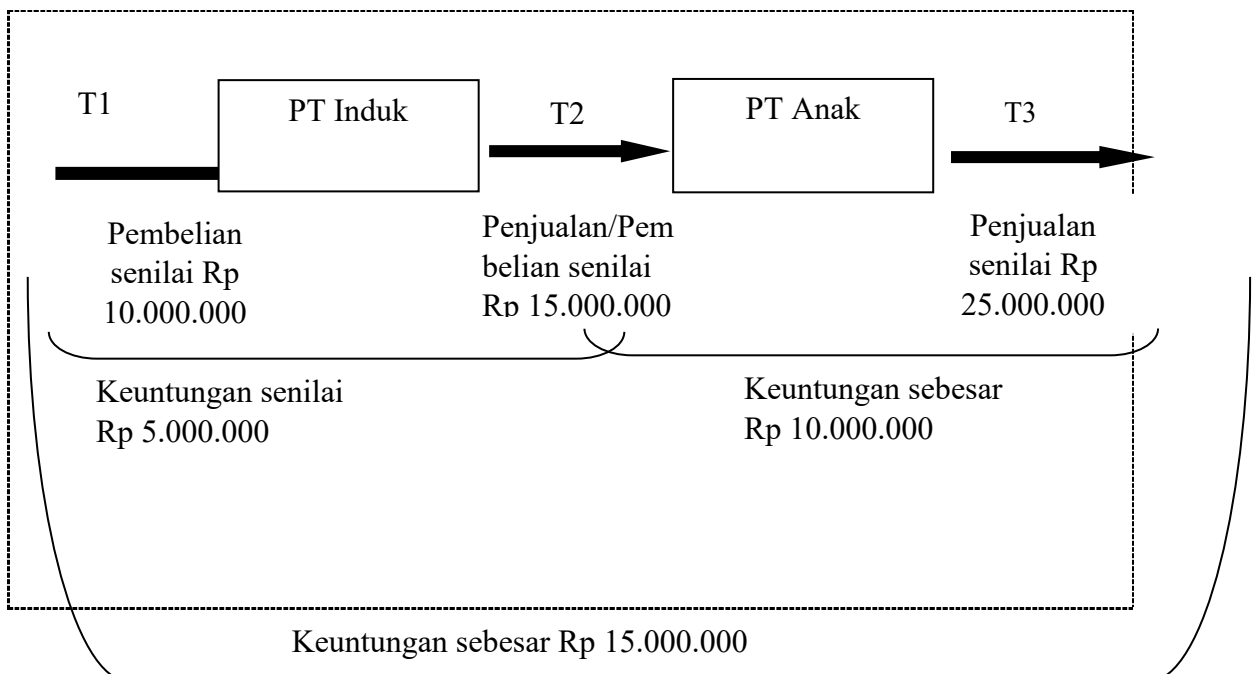 T1
PT Induk
T2
PT Anak
T3
Pembelian
senilai Rp
10.000.000
Penjualan/Pem
belian senilai
Rp 15.000.000
Penjualan
senilai Rp
25.000.000
Keuntungan senilai
Rp 5.000.000
Keuntungan sebesar
Rp 10.000.000
Keuntungan sebesar Rp 15.000.000